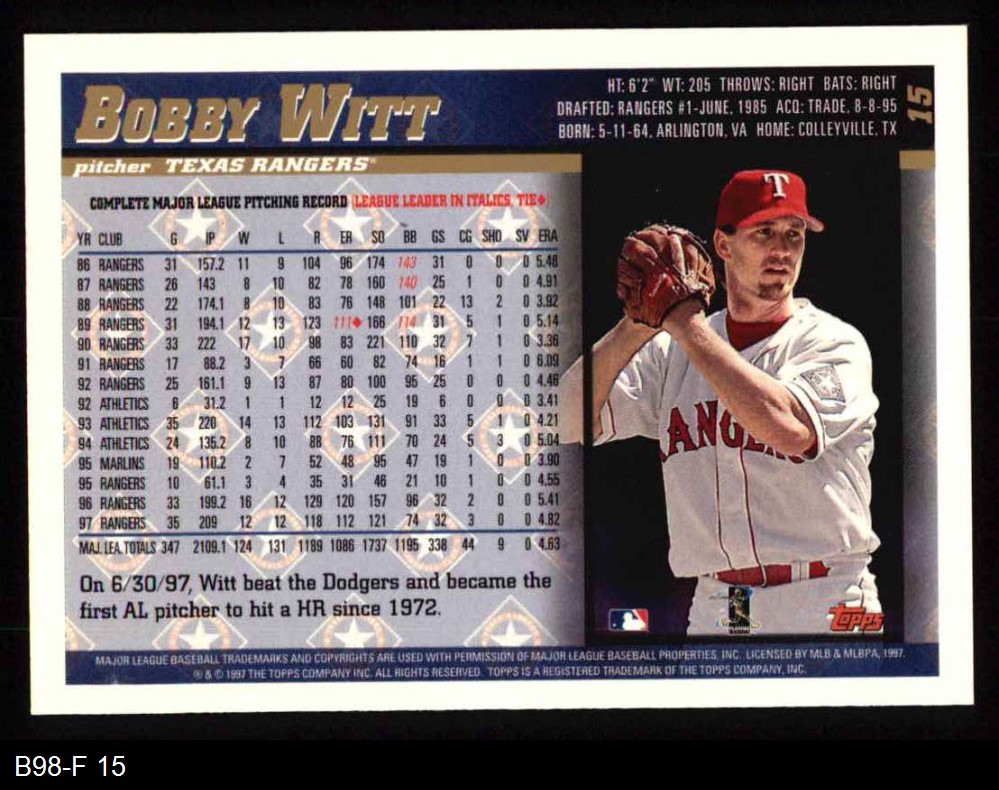 BOBBY WITT
HT: 6'2" WT: 205 THROWS: RIGHT BATS: RIGHT
DRAFTED: RANGERS #1-JUNE, 1985 ACQ: TRADE, 8-8-95
BORN: 5-11-64, ARLINGTON, VA HOME: COLLEYVILLE, TX
15
pitcher TEXAS RANGERS
COMPLETE MAJOR LEAGUE PITCHING RECORD (LEAGUE LEADER IN ITALICS, TIE♦)
YR CLUB G IP W L R ER SO BB GS CG SHO SV ERA
86 RANGERS 31 157.2 11 9 104 96 174 143 31 0 0 0 5.48
87 RANGERS 26 143 8 10 82 78 160 140 25 1 0 0 4.91
88 RANGERS 22 174.1 8 10 83 76 148 101 22 13 2 0 3.92
89 RANGERS 31 194.1 12 13 123 111♦ 166 114 31 5 1 0 5.14
90 RANGERS 33 222 17 10 98 83 221 110 32 7 1 0 3.36
91 RANGERS 17 88.2 3 7 66 60 82 74 16 1 1 0 6.09
92 RANGERS 25 161.1 9 13 87 80 100 95 25 0 0 0 4.46
92 ATHLETICS 6 31.2 1 1 12 12 25 19 6 0 0 0 3.41
93 ATHLETICS 35 220 14 13 112 103 131 91 33 5 1 0 4.21
94 ATHLETICS 24 135.2 8 10 88 76 111 70 24 5 3 0 5.04
95 MARLINS 19 110.2 2 7 52 48 95 47 19 1 0 0 3.90
95 RANGERS 10 61.1 3 4 35 31 46 21 10 1 0 0 4.55
96 RANGERS 33 199.2 16 12 129 120 157 96 32 2 0 0 5.41
97 RANGERS 35 209 12 12 118 112 121 74 32 3 0 0 4.82
MAJ. LEA. TOTALS 347 2109.1 124 131 1189 1086 1737 1195 338 44 9 0 4.63
On 6/30/97, Witt beat the Dodgers and became the
first AL pitcher to hit a HR since 1972.
T
RANGERS
Topps
MAJOR LEAGUE BASEBALL TRADEMARKS AND COPYRIGHTS ARE USED WITH PERMISSION OF MAJOR LEAGUE BASEBALL PROPERTIES, INC. LICENSED BY MLB & MLBPA, 1997.
® & © 1997 THE TOPPS COMPANY INC. ALL RIGHTS RESERVED. TOPPS IS A REGISTERED TRADEMARK OF THE TOPPS COMPANY, INC.
B98-F 15